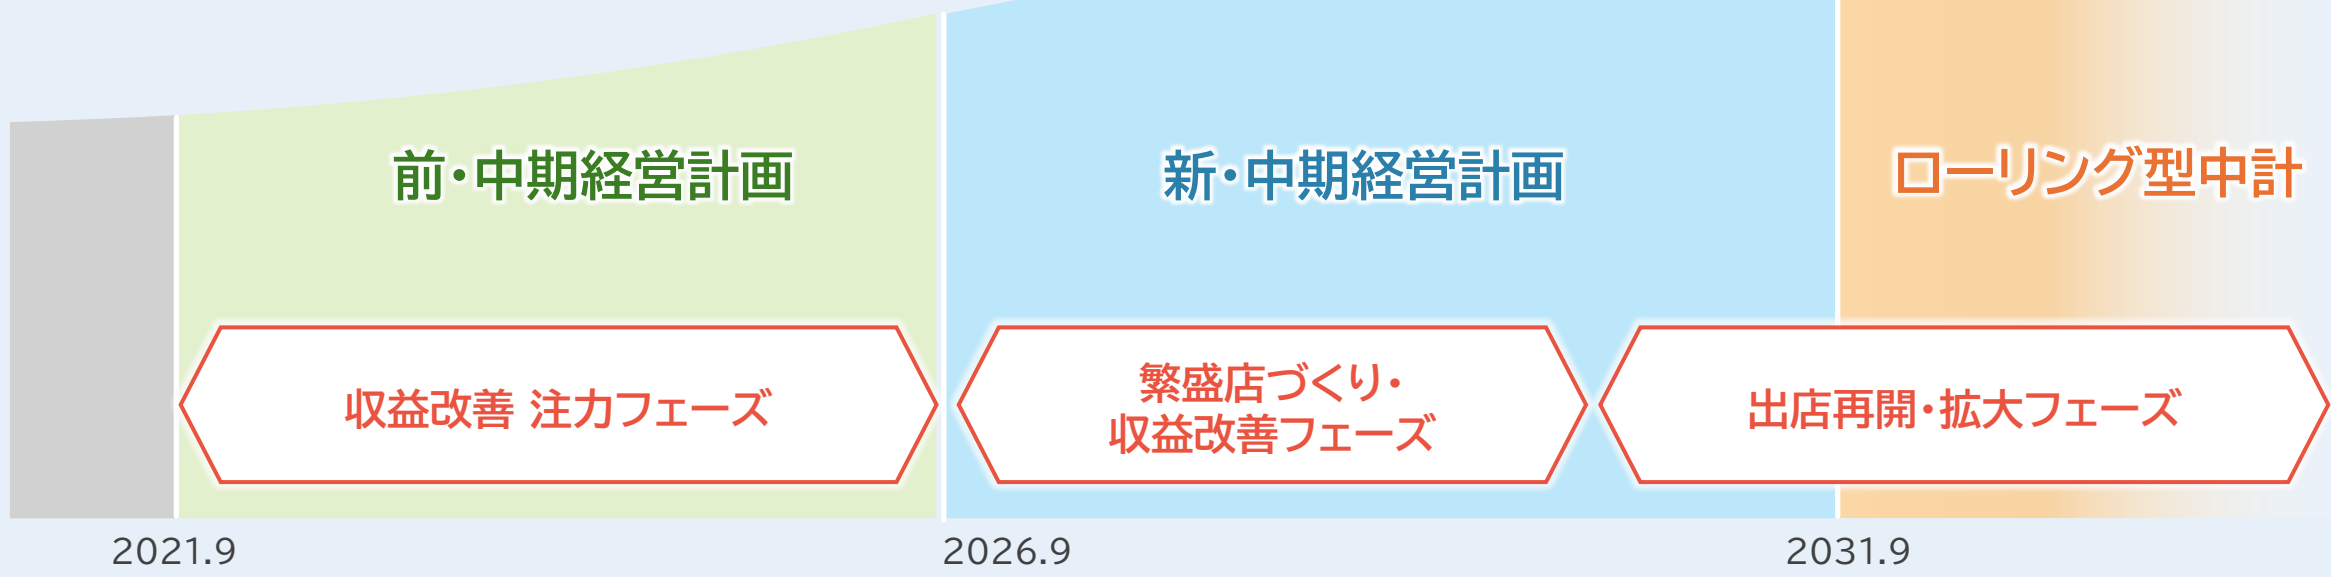 前・中期経営計画
新・中期経営計画
ローリング型中計
収益改善 注力フェーズ
繁盛店づくり・
収益改善フェーズ
出店再開・拡大フェーズ
2021.9
2026.9
2031.9